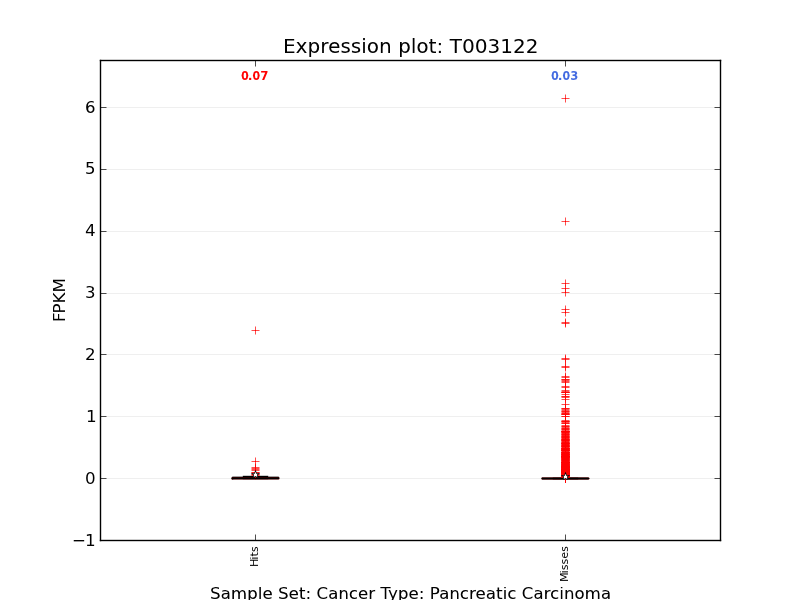 Expression plot: T003122
0.07
0.03
6
5
4
3
2
1
0
−1
FPKM
Hits
Misses
Sample Set: Cancer Type: Pancreatic Carcinoma